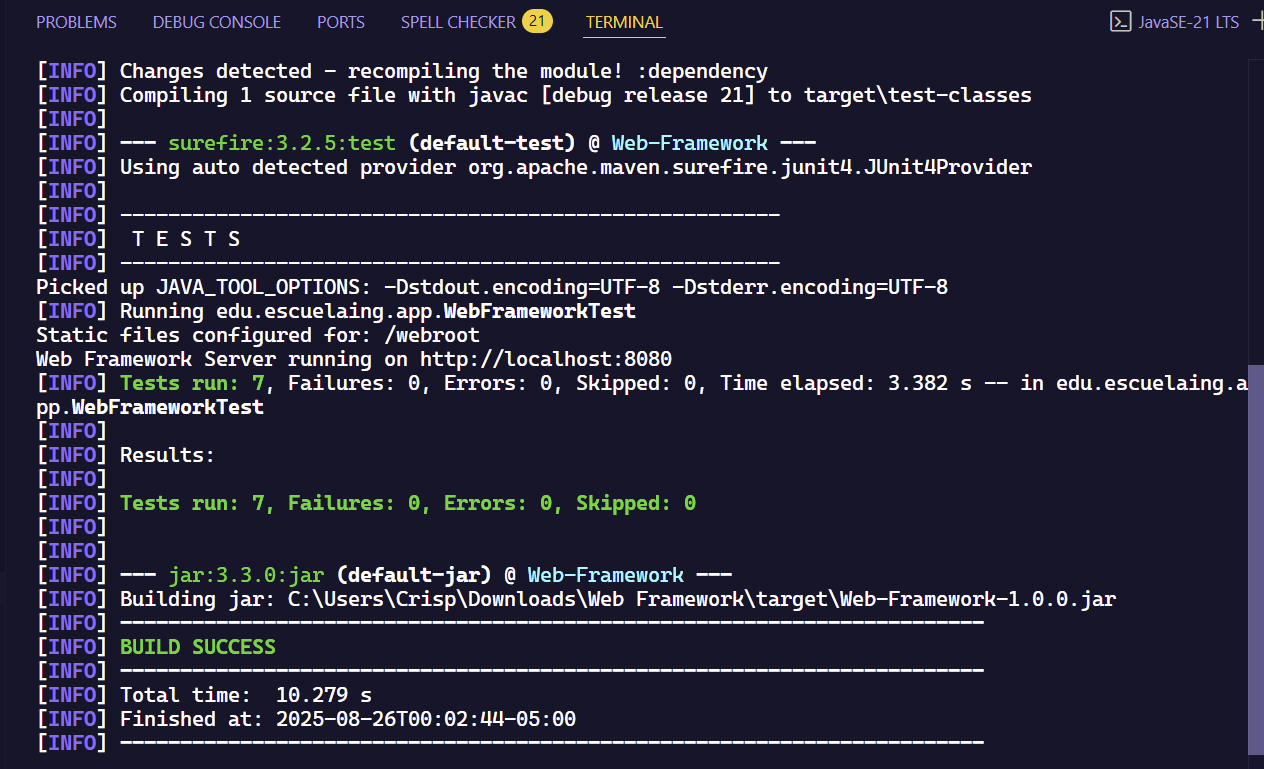 PROBLEMS DEBUG CONSOLE PORTS SPELL CHECKER 21 TERMINAL JavaSE-21 LTS
[INFO] Changes detected - recompiling the module! :dependency
[INFO] Compiling 1 source file with javac [debug release 21] to target\test-classes
[INFO]
[INFO] --- surefire:3.2.5:test (default-test) @ Web-Framework ---
[INFO] Using auto detected provider org.apache.maven.surefire.junit4.JUnit4Provider
[INFO]
[INFO] -------------------------------------------------------
[INFO]  T E S T S
[INFO] -------------------------------------------------------
Picked up JAVA_TOOL_OPTIONS: -Dstdout.encoding=UTF-8 -Dstderr.encoding=UTF-8
[INFO] Running edu.escuelaing.app.WebFrameworkTest
Static files configured for: /webroot
Web Framework Server running on http://localhost:8080
[INFO] Tests run: 7, Failures: 0, Errors: 0, Skipped: 0, Time elapsed: 3.382 s -- in edu.escuelaing.a
pp.WebFrameworkTest
[INFO]
[INFO] Results:
[INFO]
[INFO] Tests run: 7, Failures: 0, Errors: 0, Skipped: 0
[INFO]
[INFO]
[INFO] --- jar:3.3.0:jar (default-jar) @ Web-Framework ---
[INFO] Building jar: C:\Users\Crisp\Downloads\Web Framework\target\Web-Framework-1.0.0.jar
[INFO] ------------------------------------------------------------------------
[INFO] BUILD SUCCESS
[INFO] ------------------------------------------------------------------------
[INFO] Total time:  10.279 s
[INFO] Finished at: 2025-08-26T00:02:44-05:00
[INFO] ------------------------------------------------------------------------